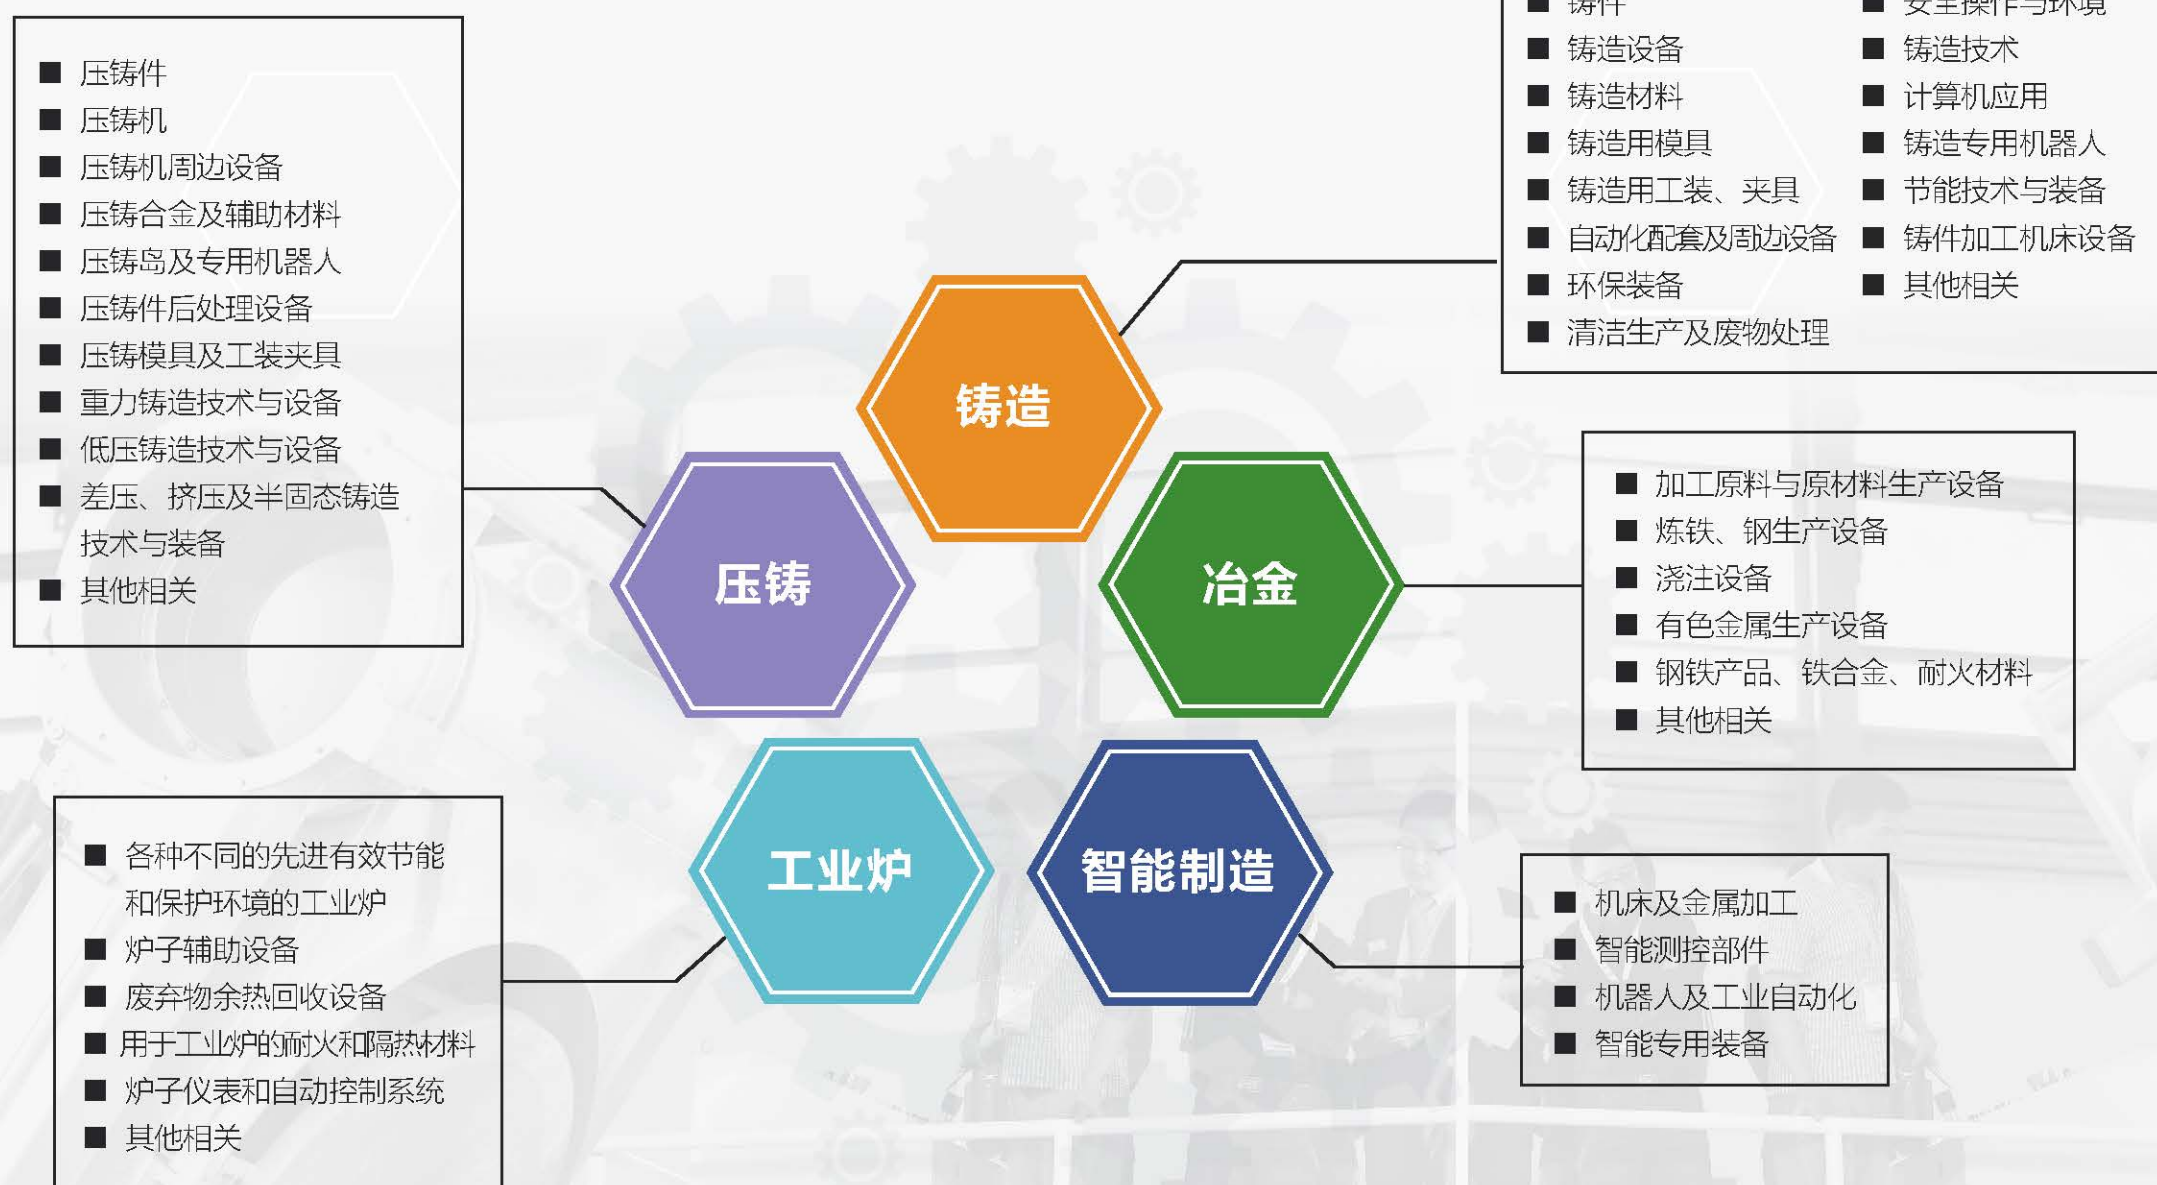 压铸件
压铸机
压铸机周边设备
压铸合金及辅助材料
压铸岛及专用机器人
压铸件后处理设备
压铸模具及工装夹具
重力铸造技术与设备
低压铸造技术与设备
差压、挤压及半固态铸造
技术与装备
其他相关
铸件
铸造设备
铸造材料
铸造用模具
铸造用工装、夹具
自动化配套及周边设备
环保装备
清洁生产及废物处理
安全操作与环境
铸造技术
计算机应用
铸造专用机器人
节能技术与装备
铸件加工机床设备
其他相关
铸造
压铸
冶金
工业炉
智能制造
加工原料与原材料生产设备
炼铁、钢生产设备
浇注设备
有色金属生产设备
钢铁产品、铁合金、耐火材料
其他相关
各种不同的先进有效节能
和保护环境的工业炉
炉子辅助设备
废弃物余热回收设备
用于工业炉的耐火和隔热材料
炉子仪表和自动控制系统
其他相关
机床及金属加工
智能测控部件
机器人及工业自动化
智能专用装备